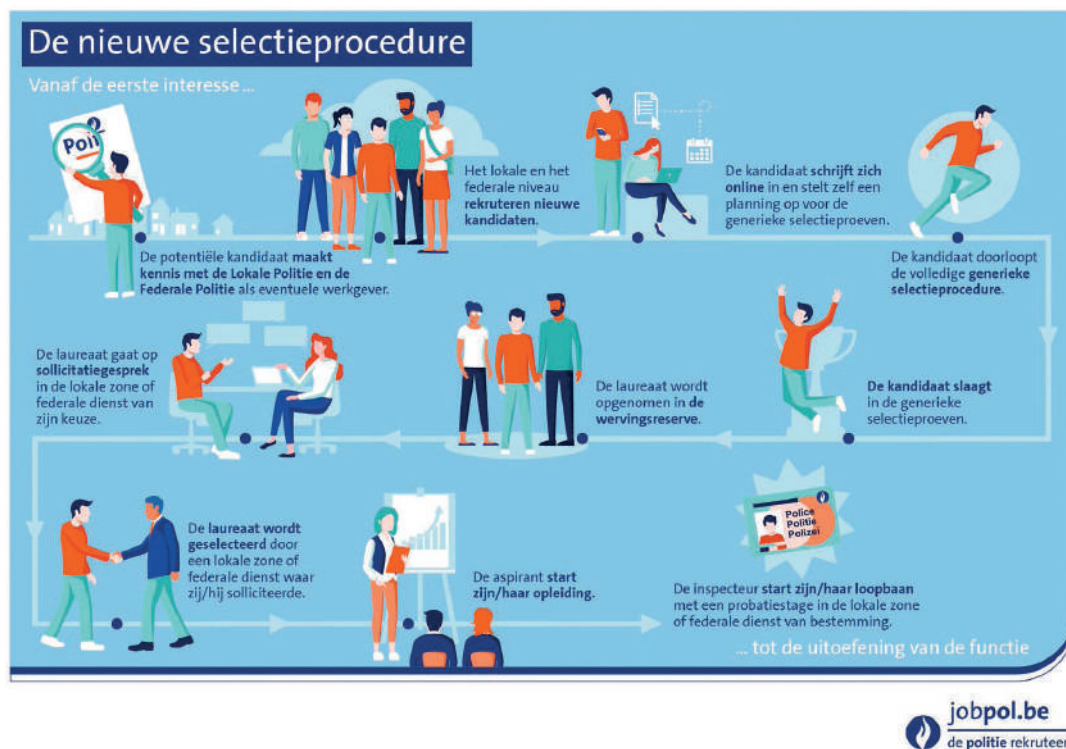 De nieuwe selectieprocedure
Vanaf de eerste interesse ...
Poli
De potentiële kandidaat maakt
kennis met de Lokale Politie en de
Federale Politie als eventuele werkgever.
Het lokale en het
federale niveau
rekruteren nieuwe
kandidaten.
De kandidaat schrijft zich
online in en stelt zelf een
planning op voor de
generieke selectieproeven.
De kandidaat doorloopt
de volledige generieke
selectieprocedure.
De kandidaat slaagt
in de generieke
selectieproeven.
De laureaat wordt
opgenomen in de
wervingsreserve.
De laureaat gaat op
sollicitatiegesprek
in de lokale zone of
federale dienst van
zijn keuze.
De laureaat wordt
geselecteerd door
een lokale zone of
federale dienst waar
zij/hij solliciteerde.
De aspirant start
zijn/haar opleiding.
Police
Politie
Polizei
De inspecteur start zijn/haar loopbaan
met een probatiestage in de lokale zone
of federale dienst van bestemming.
... tot de uitoefening van de functie
jobpol.be
de politie rekruteer